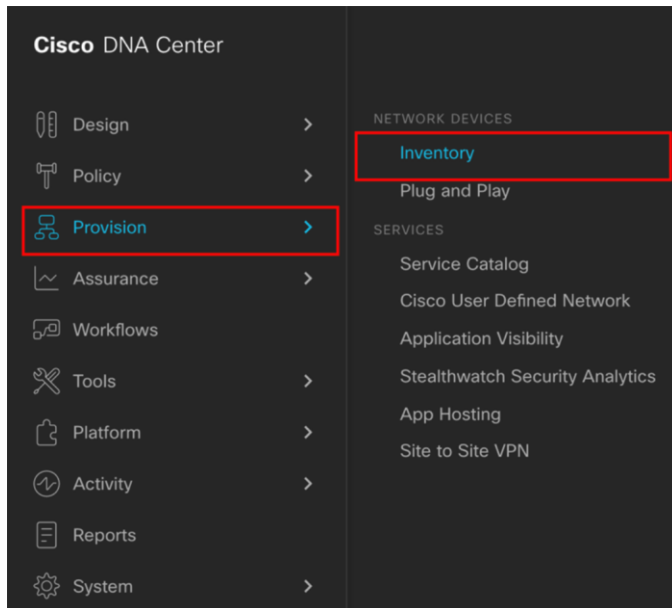 Cisco DNA Center
Design
Policy
Provision
Assurance
Workflows
Tools
Platform
Activity
Reports
System
NETWORK DEVICES
Inventory
Plug and Play
SERVICES
Service Catalog
Cisco User Defined Network
Application Visibility
Stealthwatch Security Analytics
App Hosting
Site to Site VPN